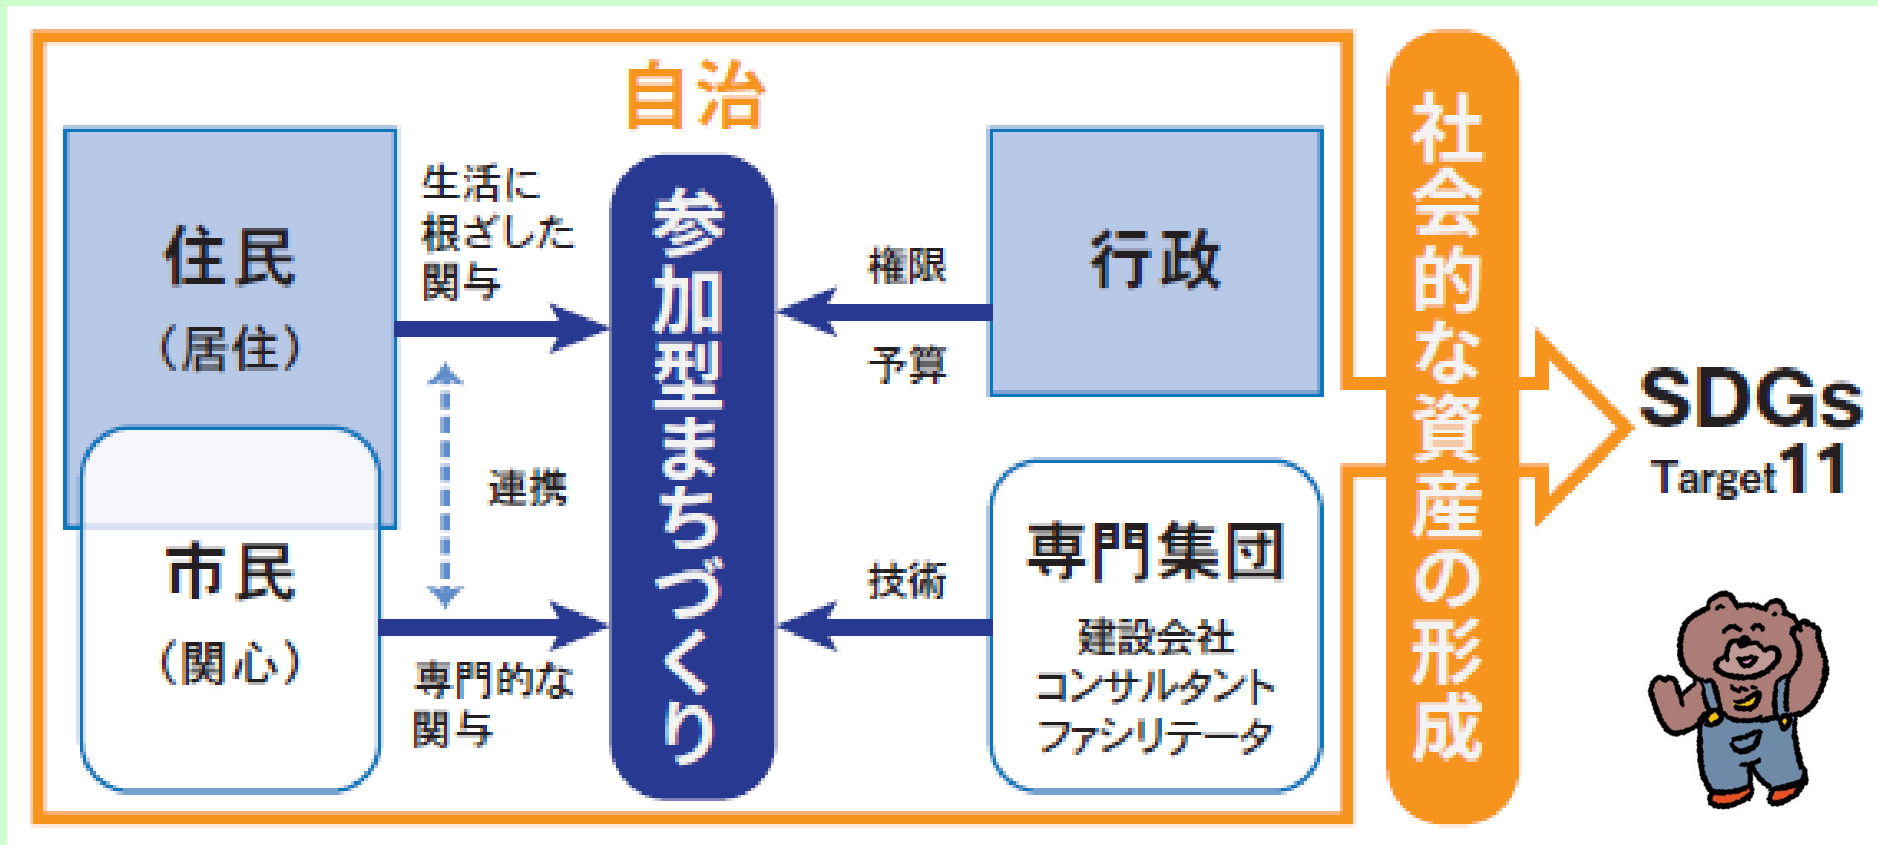 自治
住民
（居住）
市民
（関心）
生活に
根ざした
関与
連携
専門的な
関与
参加型まちづくり
権限
予算
技術
行政
専門集団
建設会社
コンサルタント
ファシリテータ
社会的な資産の形成
SDGs
Target11